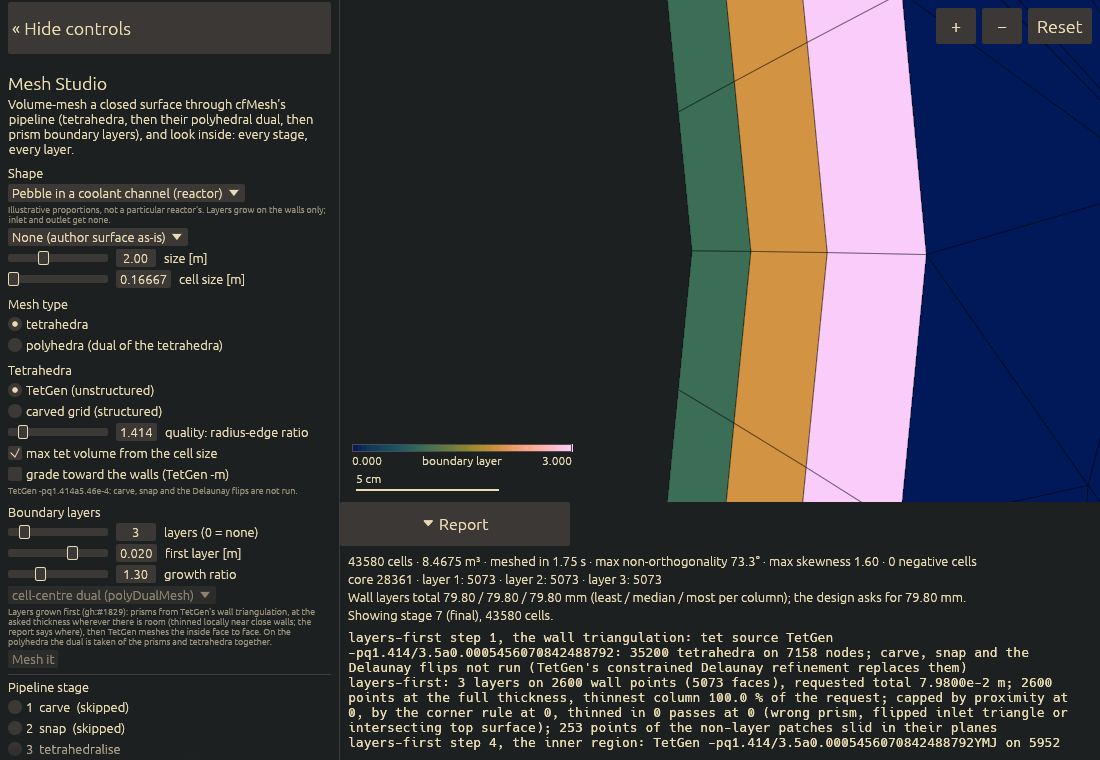 « Hide controls
Mesh Studio
Volume-mesh a closed surface through cfMesh's
pipeline (tetrahedra, then their polyhedral dual, then
prism boundary layers), and look inside: every stage,
every layer.
Shape
Pebble in a coolant channel (reactor)
Illustrative proportions, not a particular reactor's. Layers grow on the walls only;
inlet and outlet get none.
None (author surface as-is)
2.00 size [m]
0.16667 cell size [m]
Mesh type
tetrahedra
polyhedra (dual of the tetrahedra)
Tetrahedra
TetGen (unstructured)
carved grid (structured)
1.414 quality: radius-edge ratio
max tet volume from the cell size
grade toward the walls (TetGen -m)
TetGen -pq1.414a5.46e-4: carve, snap and the Delaunay flips are not run.
Boundary layers
3 layers (0 = none)
0.020 first layer [m]
1.30 growth ratio
cell-centre dual (polyDualMesh)
Layers grown first (gh:#1829): prisms from TetGen's wall triangulation, at the
asked thickness wherever there is room (thinned locally near close walls; the
report says where), then TetGen meshes the inside face to face. On the
polyhedra the dual is taken of the prisms and tetrahedra together.
Mesh it
Pipeline stage
1 carve (skipped)
2 snap (skipped)
3 tetrahedralise
+ − Reset
0.000 boundary layer 3.000
5 cm
Report
43580 cells · 8.4675 m³ · meshed in 1.75 s · max non-orthogonality 73.3° · max skewness 1.60 · 0 negative cells
core 28361 · layer 1: 5073 · layer 2: 5073 · layer 3: 5073
Wall layers total 79.80 / 79.80 / 79.80 mm (least / median / most per column); the design asks for 79.80 mm.
Showing stage 7 (final), 43580 cells.
layers-first step 1, the wall triangulation: tet source TetGen
-pq1.414/3.5a0.0005456070842488792: 35200 tetrahedra on 7158 nodes; carve, snap and the
Delaunay flips not run (TetGen's constrained Delaunay refinement replaces them)
layers-first: 3 layers on 2600 wall points (5073 faces), requested total 7.9800e-2 m; 2600
points at the full thickness, thinnest column 100.0 % of the request; capped by proximity at
0, by the corner rule at 0, thinned in 0 passes at 0 (wrong prism, flipped inlet triangle or
intersecting top surface); 253 points of the non-layer patches slid in their planes
layers-first step 4, the inner region: TetGen -pq1.414/3.5a0.0005456070842488792YMJ on 5952